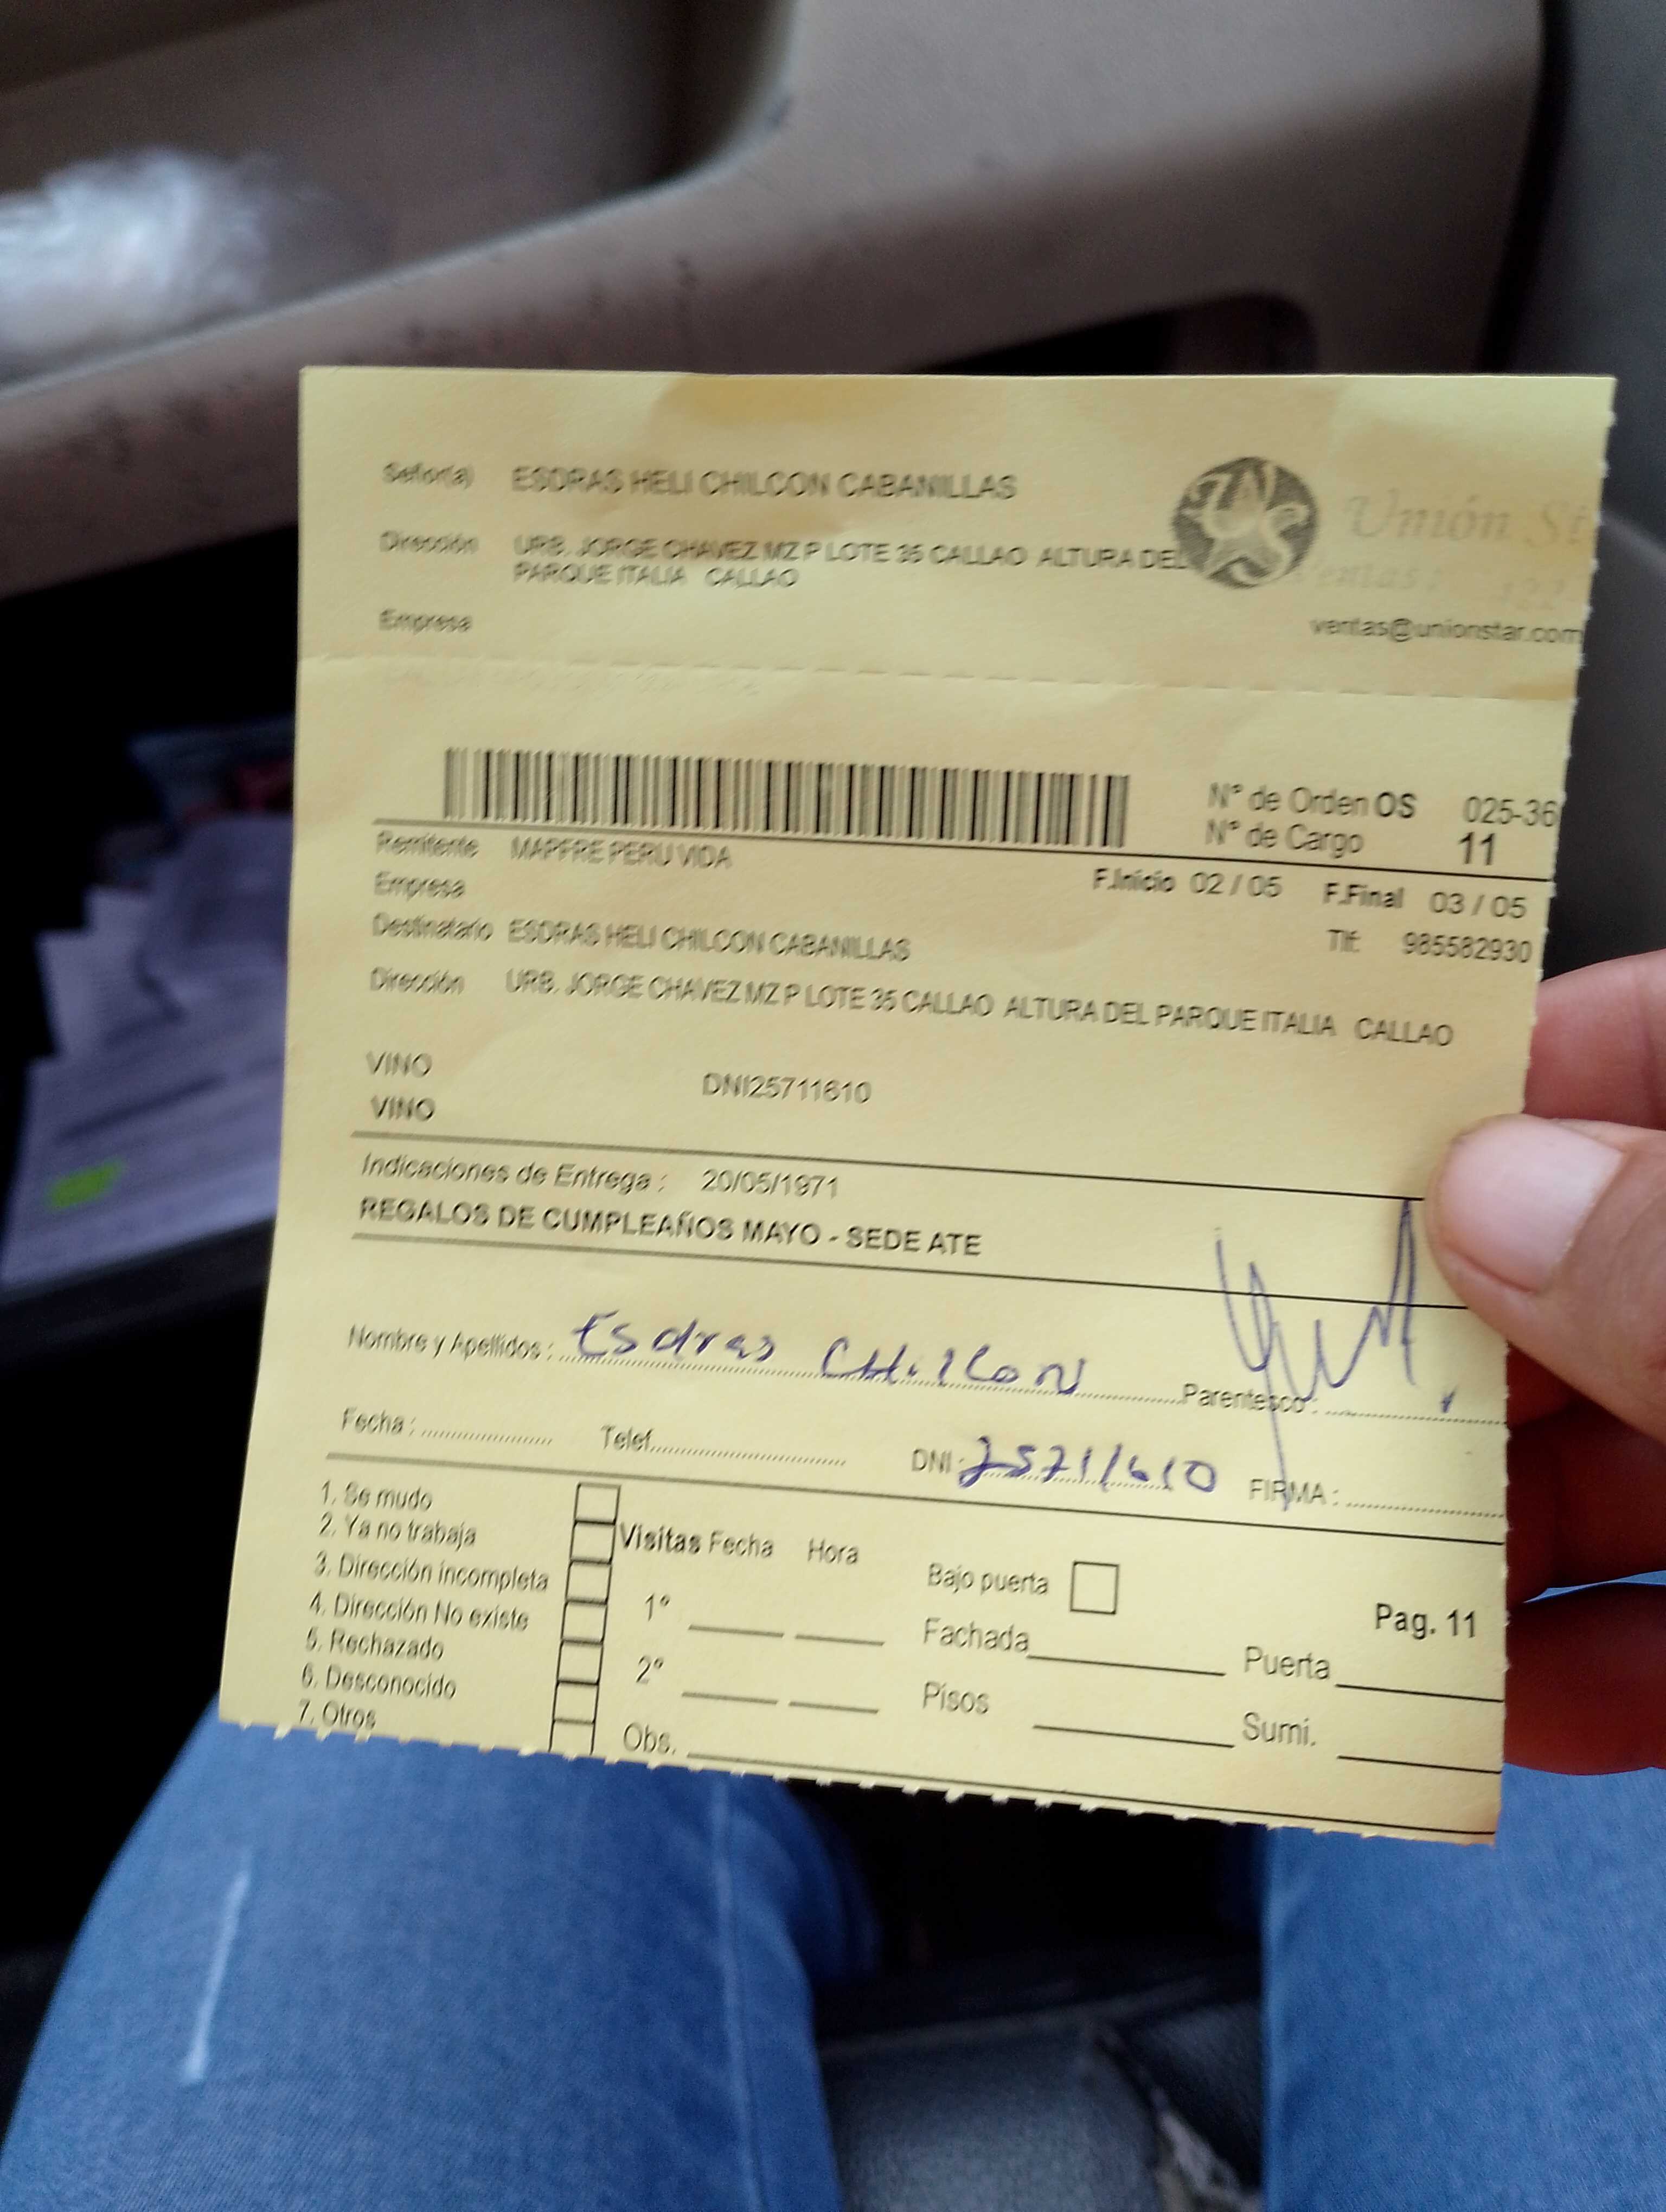 Señor(a) ESDRAS HELI CHILCON CABANILLAS
Dirección URB. JORGE CHAVEZ MZ P LOTE 35 CALLAO ALTURA DEL
PARQUE ITALIA CALLAO
Unión St
Empresa
ventas@unionstar.com
Nº de Orden OS 025-36
Nº de Cargo 11
Remitente MAPFRE PERU VIDA
Empresa
F.Inicio 02 / 05 F.Final 03 / 05
Destinatario ESDRAS HELI CHILCON CABANILLAS
Tlf: 985582930
Dirección URB. JORGE CHAVEZ MZ P LOTE 35 CALLAO ALTURA DEL PARQUE ITALIA CALLAO
VINO
DNI25711610
VINO
Indicaciones de Entrega : 20/05/1971
REGALOS DE CUMPLEAÑOS MAYO - SEDE ATE
Nombre y Apellidos : Esdras CHilCoN Parentesco :
Fecha : Telef. DNI : 25711610 FIRMA :
1. Se mudo
2. Ya no trabaja
3. Dirección incompleta
4. Dirección No existe
5. Rechazado
6. Desconocido
7. Otros
Visitas Fecha Hora
1º
2º
Obs.
Bajo puerta
Fachada Puerta
Pisos Sumi.
Pag. 11